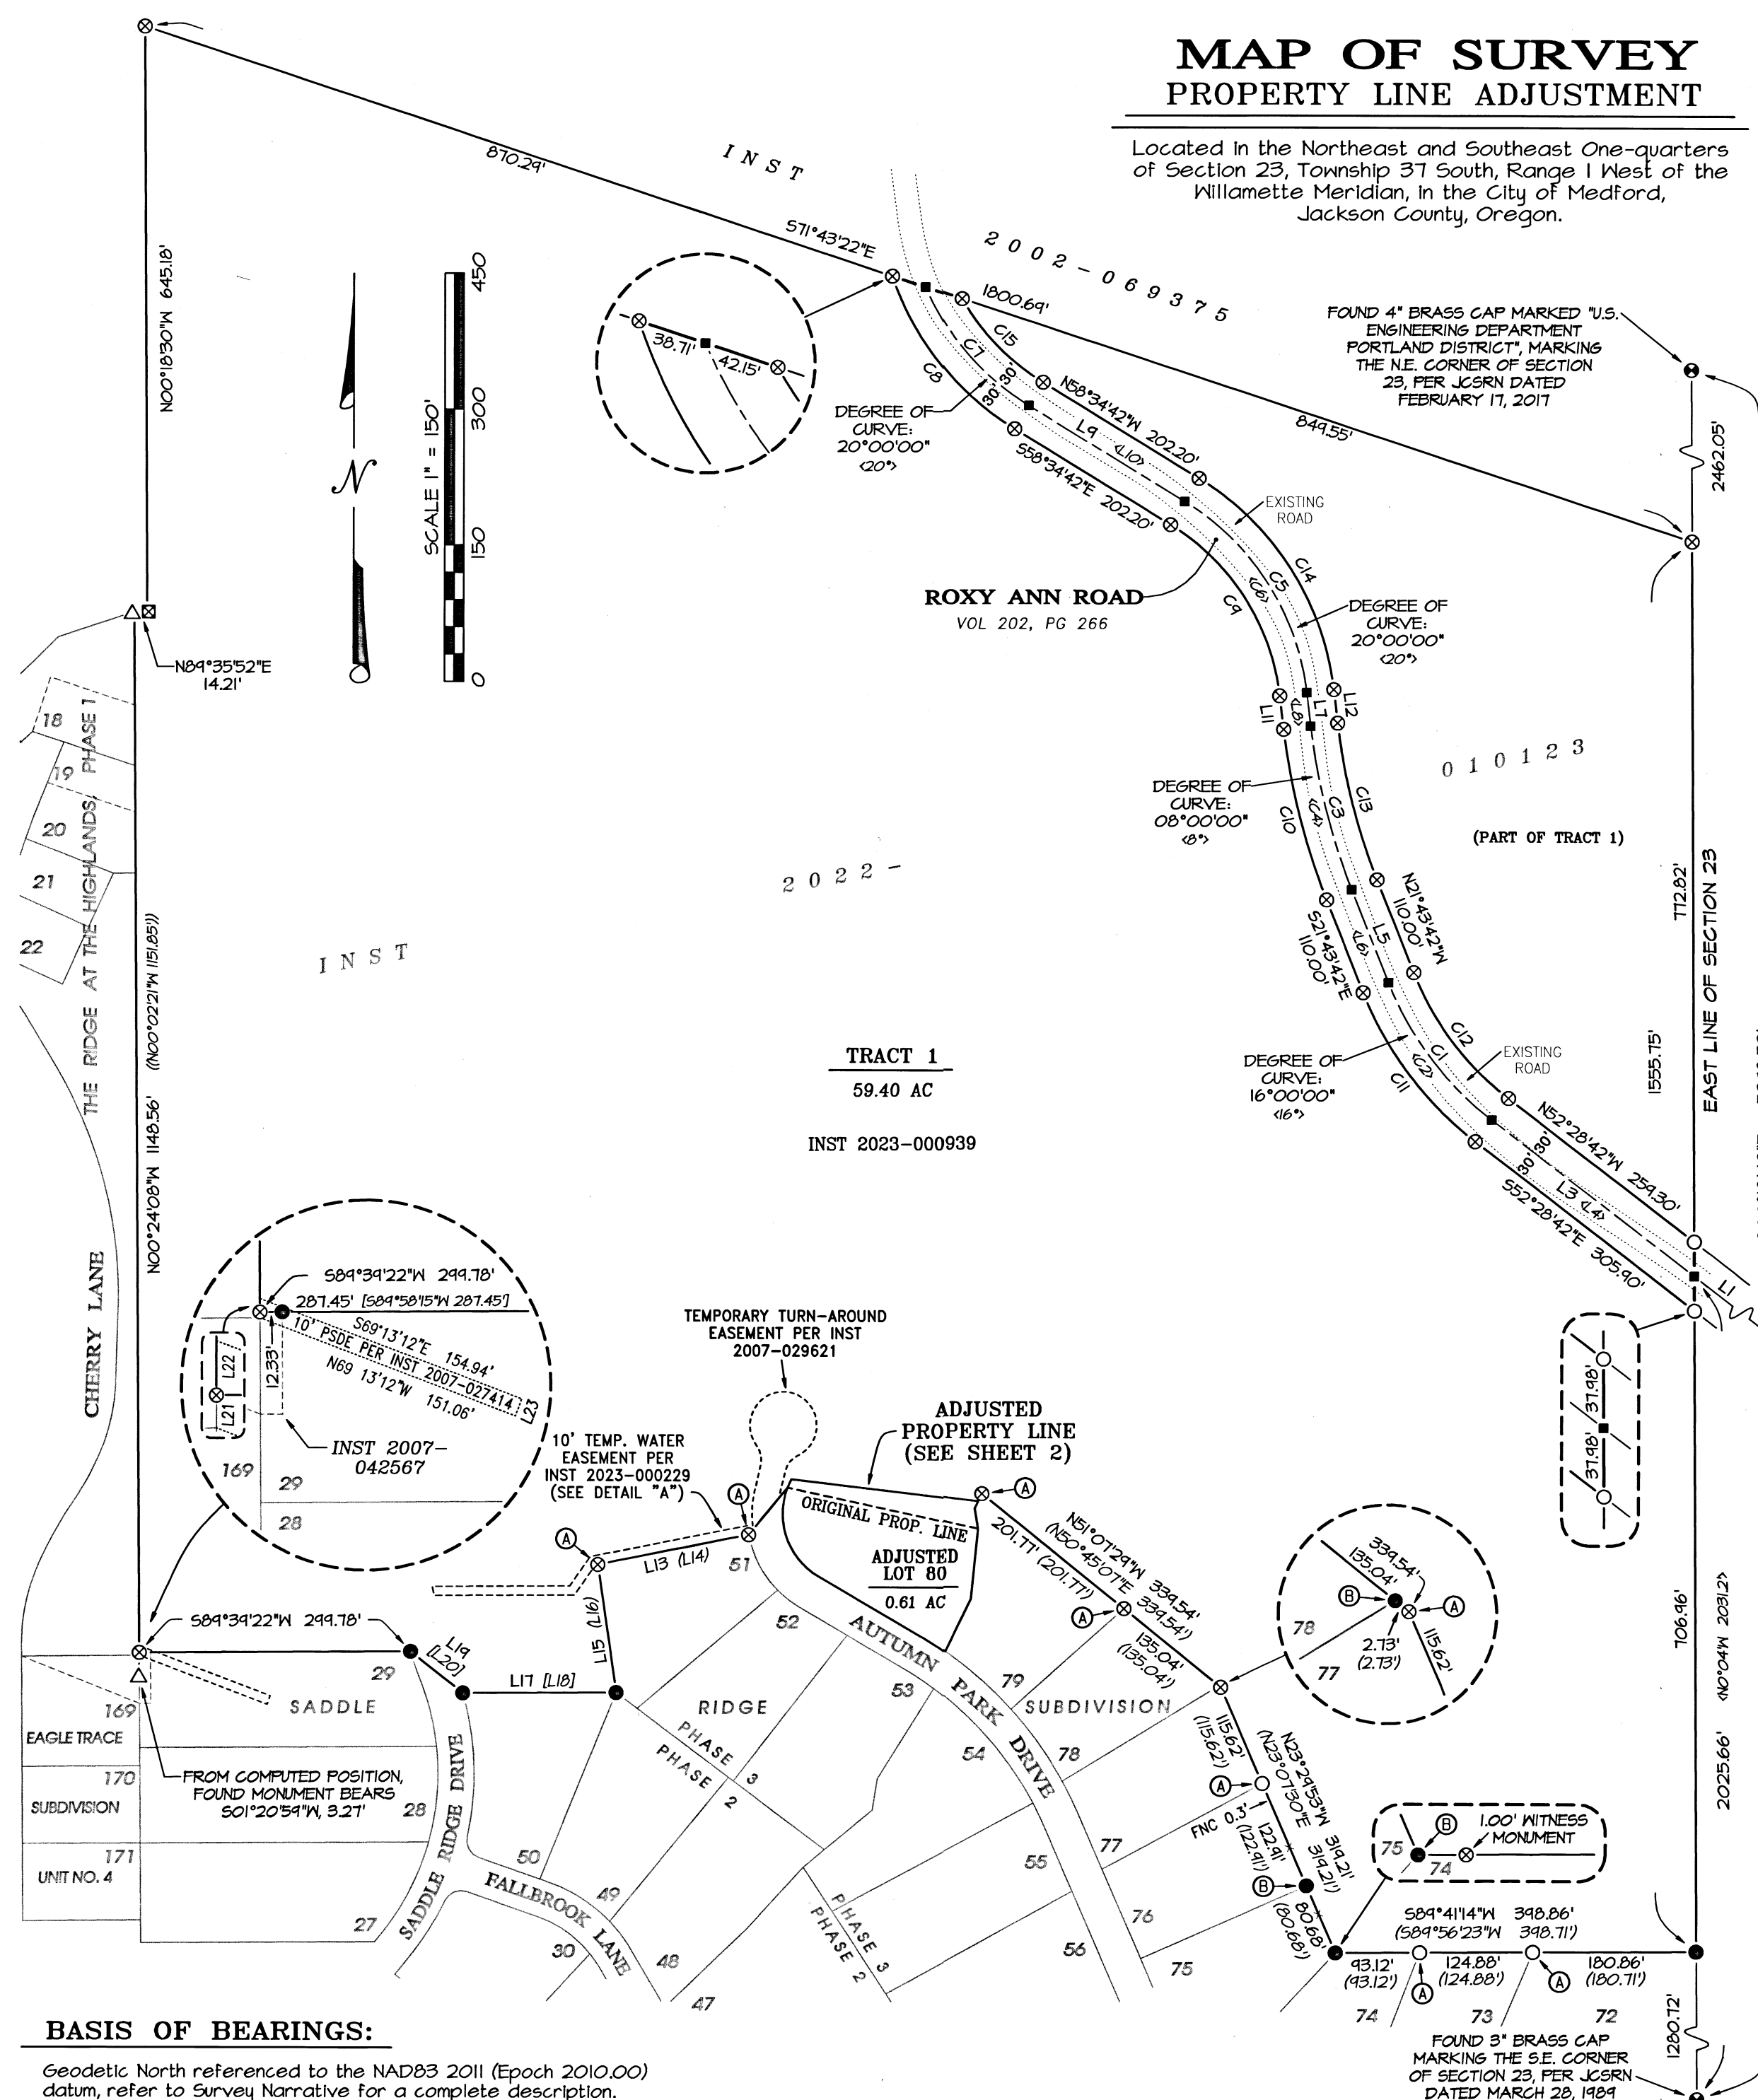 MAP OF SURVEY
PROPERTY LINE ADJUSTMENT
Located in the Northeast and Southeast One-quarters
of Section 23, Township 37 South, Range 1 West of the
Willamette Meridian, in the City of Medford,
Jackson County, Oregon.
870.29'
INST
S71°43'22"E
2002-069375
1800.69'
849.55'
N00°18'30"W 645.18'
SCALE 1" = 150'
450
300
150
0
N
38.71'
42.15'
FOUND 4" BRASS CAP MARKED "U.S.
ENGINEERING DEPARTMENT
PORTLAND DISTRICT", MARKING
THE N.E. CORNER OF SECTION
23, PER JCSRN DATED
FEBRUARY 17, 2017
2462.05'
C15
C7
C8
30'
30'
DEGREE OF
CURVE:
20°00'00"
<20°>
N58°34'42"W 202.20'
L9
<L10>
S58°34'42"E 202.20'
EXISTING
ROAD
ROXY ANN ROAD
VOL 202, PG 266
C14
C5
<C6>
C9
DEGREE OF
CURVE:
20°00'00"
<20°>
L12
L7
<L8>
L11
N89°35'52"E
14.21'
18
19
20
21
22
THE RIDGE AT THE HIGHLANDS, PHASE 1
010123
(PART OF TRACT 1)
DEGREE OF
CURVE:
08°00'00"
<8°>
C13
C3
<C4>
C10
2022-
INST
N21°43'42"W
110.00'
L5
<L6>
S21°43'42"E
110.00'
772.82'
EAST LINE OF SECTION 23
1555.75'
N00°24'08"W 1148.56' ((N00°02'21"W 1151.85'))
TRACT 1
59.40 AC
INST 2023-000939
C12
C1
<C2>
C11
EXISTING
ROAD
DEGREE OF
CURVE:
16°00'00"
<16°>
N52°28'42"W 259.30'
30'
30'
L3 <L4>
S52°28'42"E 305.90'
L1
CHERRY LANE
S89°39'22"W 299.78'
287.45' [S89°58'15"W 287.45']
S69°13'12"E 154.94'
10' PSDE PER INST 2007-027414
N69 13'12"W 151.06'
L22
L21
12.33'
L23
INST 2007-
042567
169
29
28
TEMPORARY TURN-AROUND
EASEMENT PER INST
2007-029621
10' TEMP. WATER
EASEMENT PER
INST 2023-000229
(SEE DETAIL "A")
ADJUSTED
PROPERTY LINE
(SEE SHEET 2)
A
A
A
ORIGINAL PROP. LINE
ADJUSTED
LOT 80
0.61 AC
L13 (L14)
51
L15 (L16)
N51°07'29"W 339.54'
(N50°45'07"E 339.54')
201.77' (201.77')
A
135.04'
(135.04')
37.98'
37.98'
339.54'
135.04'
B
A
78
2.73'
(2.73')
115.62'
77
S89°39'22"W 299.78'
L19
[L20]
29
L17 [L18]
52
AUTUMN PARK DRIVE
79
SADDLE
RIDGE
SUBDIVISION
53
PHASE 3
PHASE 2
54
78
169
EAGLE TRACE
170
SUBDIVISION
171
UNIT NO. 4
FROM COMPUTED POSITION,
FOUND MONUMENT BEARS
S01°20'59"W, 3.27'
28
27
SADDLE RIDGE DRIVE
FALLBROOK LANE
50
49
30
48
47
PHASE 3
PHASE 2
55
56
77
76
75
115.62'
(115.62')
N23°29'53"W 319.21'
(N23°07'30"E 319.21')
A
FNC 0.3'
122.91'
(122.91')
B
80.68'
(80.68')
706.96'
2025.66' <N0°04'W 2031.2>
B
75
74
1.00' WITNESS
MONUMENT
S89°41'14"W 398.86'
(S89°56'23"W 398.71')
93.12'
(93.12')
124.88'
(124.88')
180.86'
(180.71')
A
A
74
73
72
1280.72'
FOUND 3" BRASS CAP
MARKING THE S.E. CORNER
OF SECTION 23, PER JCSRN
DATED MARCH 28, 1989
BASIS OF BEARINGS:
Geodetic North referenced to the NAD83 2011 (Epoch 2010.00)
datum, refer to Survey Narrative for a complete description.